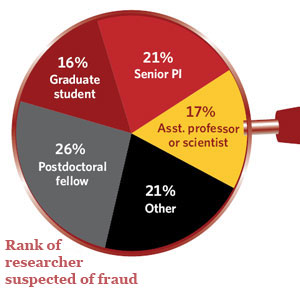 21%
Senior PI
17%
Asst. professor
or scientist
21%
Other
26%
Postdoctoral
fellow
16%
Graduate
student
Rank of
researcher
suspected of fraud